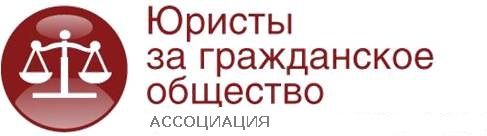 Юристы
за гражданское
общество
АССОЦИАЦИЯ